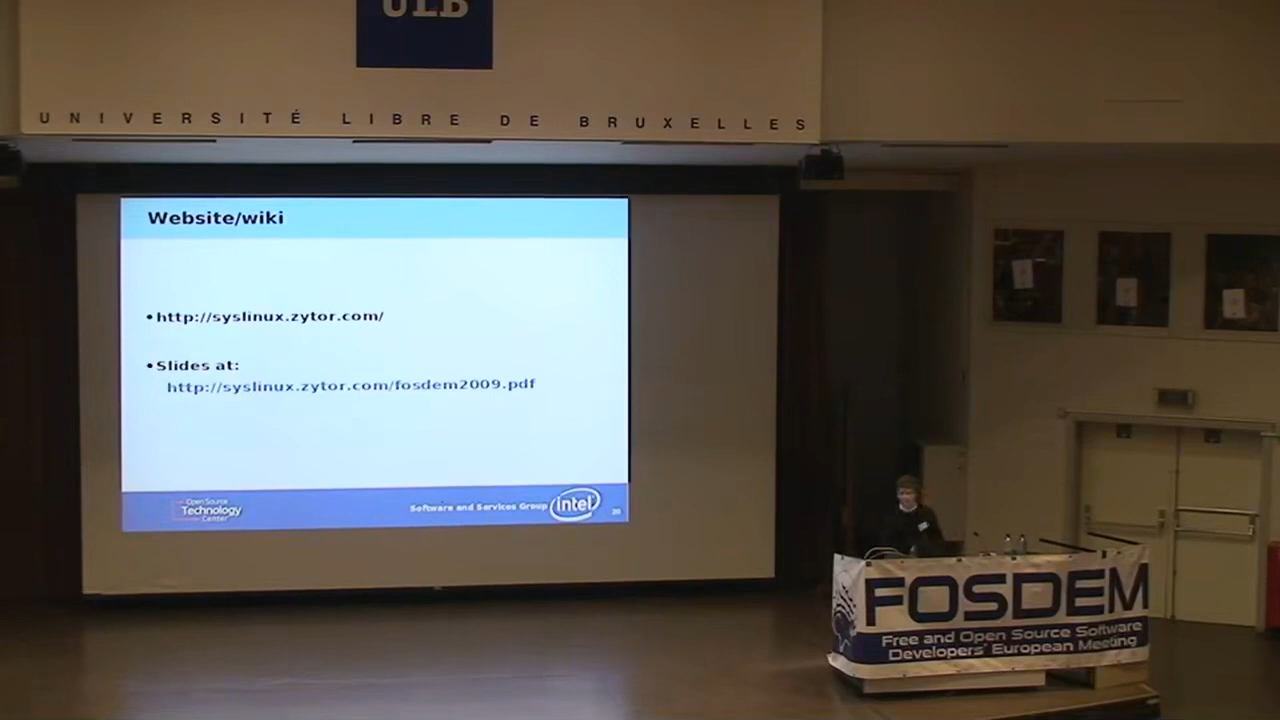 ULB
UNIVERSITÉ LIBRE DE BRUXELLES
Website/wiki
•http://syslinux.zytor.com/
•Slides at:
http://syslinux.zytor.com/fosdem2009.pdf
Open Source
Technology
Center
Software and Services Group
intel
20
FOSDEM
Free and Open Source Software
Developers' European Meeting